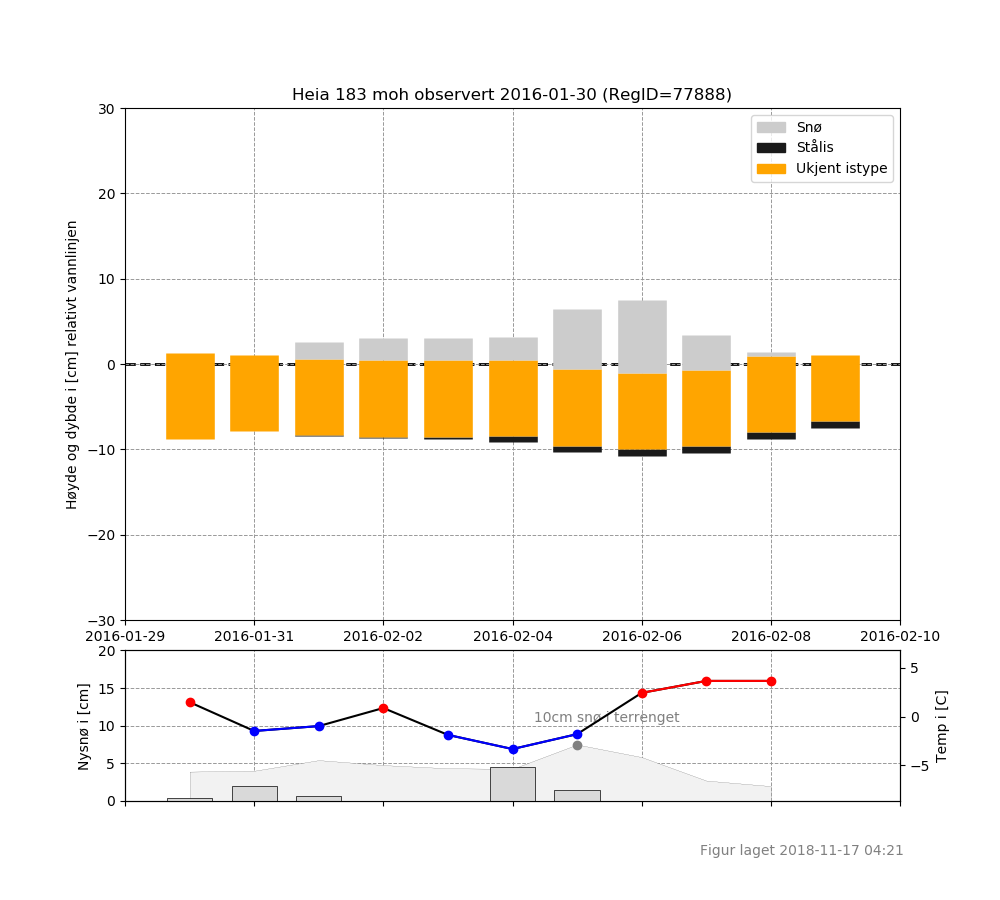 Heia 183 moh observert 2016-01-30 (RegID=77888)
30
20
10
0
−10
−20
−30
Høyde og dybde i [cm] relativt vannlinjen
Snø
Stålis
Ukjent istype
2016-01-29 2016-01-31 2016-02-02 2016-02-04 2016-02-06 2016-02-08 2016-02-10
20
15
10
5
0
Nysnø i [cm]
10cm snø i terrenget
5
0
−5
Temp i [C]
Figur laget 2018-11-17 04:21